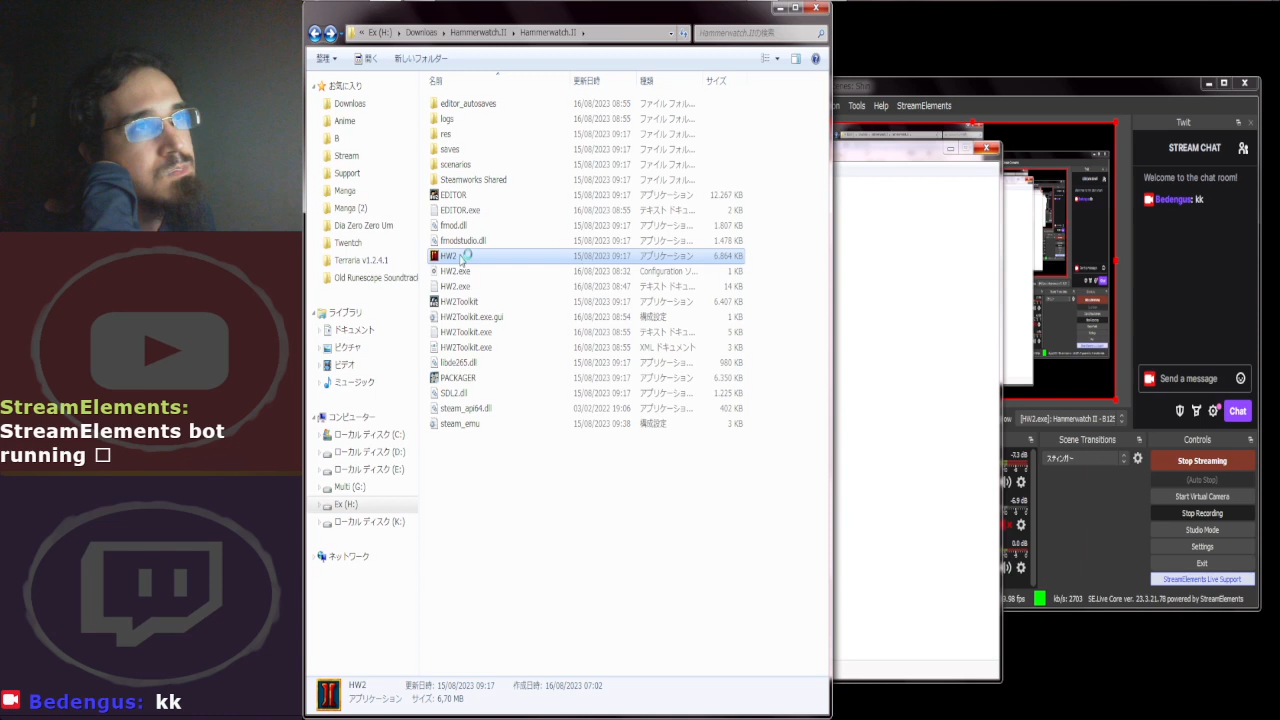 Ex (H:)
Downloas
Hammerwatch.II
Hammerwatch.II
Hammerwatch.IIの検索
整理
開く
新しいフォルダー
お気に入り
Downloas
Anime
B
Stream
Support
Manga
Manga (2)
Dia Zero Zero Um
Twentch
Terraria v1.2.4.1
Old Runescape Soundtrack
ライブラリ
ドキュメント
ピクチャ
ビデオ
ミュージック
コンピューター
ローカル ディスク (C:)
ローカル ディスク (D:)
ローカル ディスク (E:)
Multi (G:)
Ex (H:)
ローカル ディスク (K:)
ネットワーク
名前 更新日時 種類 サイズ
editor_autosaves 16/08/2023 08:55 ファイル フォル...
logs 16/08/2023 08:55 ファイル フォル...
res 15/08/2023 09:17 ファイル フォル...
saves 15/08/2023 09:17 ファイル フォル...
scenarios 16/08/2023 08:55 ファイル フォル...
Steamworks Shared 15/08/2023 09:17 ファイル フォル...
EDITOR 15/08/2023 09:17 アプリケーション 12.267 KB
EDITOR.exe 16/08/2023 08:55 テキスト ドキュ... 2 KB
fmod.dll 15/08/2023 09:17 アプリケーショ... 1.807 KB
fmodstudio.dll 15/08/2023 09:17 アプリケーショ... 1.478 KB
HW2 15/08/2023 09:17 アプリケーション 6.864 KB
HW2.exe 16/08/2023 08:32 Configuration ソ... 1 KB
HW2.exe 16/08/2023 08:47 テキスト ドキュ... 14 KB
HW2Toolkit 15/08/2023 09:17 アプリケーション 6.407 KB
HW2Toolkit.exe.gui 16/08/2023 08:54 構成設定 1 KB
HW2Toolkit.exe 16/08/2023 08:55 テキスト ドキュ... 5 KB
HW2Toolkit.exe 16/08/2023 08:55 XML ドキュメント 3 KB
libde265.dll 15/08/2023 09:17 アプリケーショ... 980 KB
PACKAGER 15/08/2023 09:17 アプリケーション 6.350 KB
SDL2.dll 15/08/2023 09:17 アプリケーショ... 1.225 KB
steam_api64.dll 03/02/2022 19:06 アプリケーショ... 402 KB
steam_emu 15/08/2023 09:38 構成設定 3 KB
HW2 更新日時: 15/08/2023 09:17 作成日時: 16/08/2023 07:02
アプリケーション サイズ: 6,70 MB
StreamElements:
StreamElements bot
running
Bedengus: kk
Tools Help StreamElements
Twit
STREAM CHAT
Welcome to the chat room!
Bedengus: kk
Send a message
Chat
[HW2.exe]: Hammerwatch II - B125
Scene Transitions
スティンガー
Controls
Stop Streaming
(Auto Stop)
Start Virtual Camera
Stop Recording
Studio Mode
Settings
Exit
StreamElements Live Support
-7.3 dB
-6.9 dB
0.0 dB
9.98 fps
kb/s: 2703
SE.Live Core ver. 23.3.21.78 powered by StreamElements